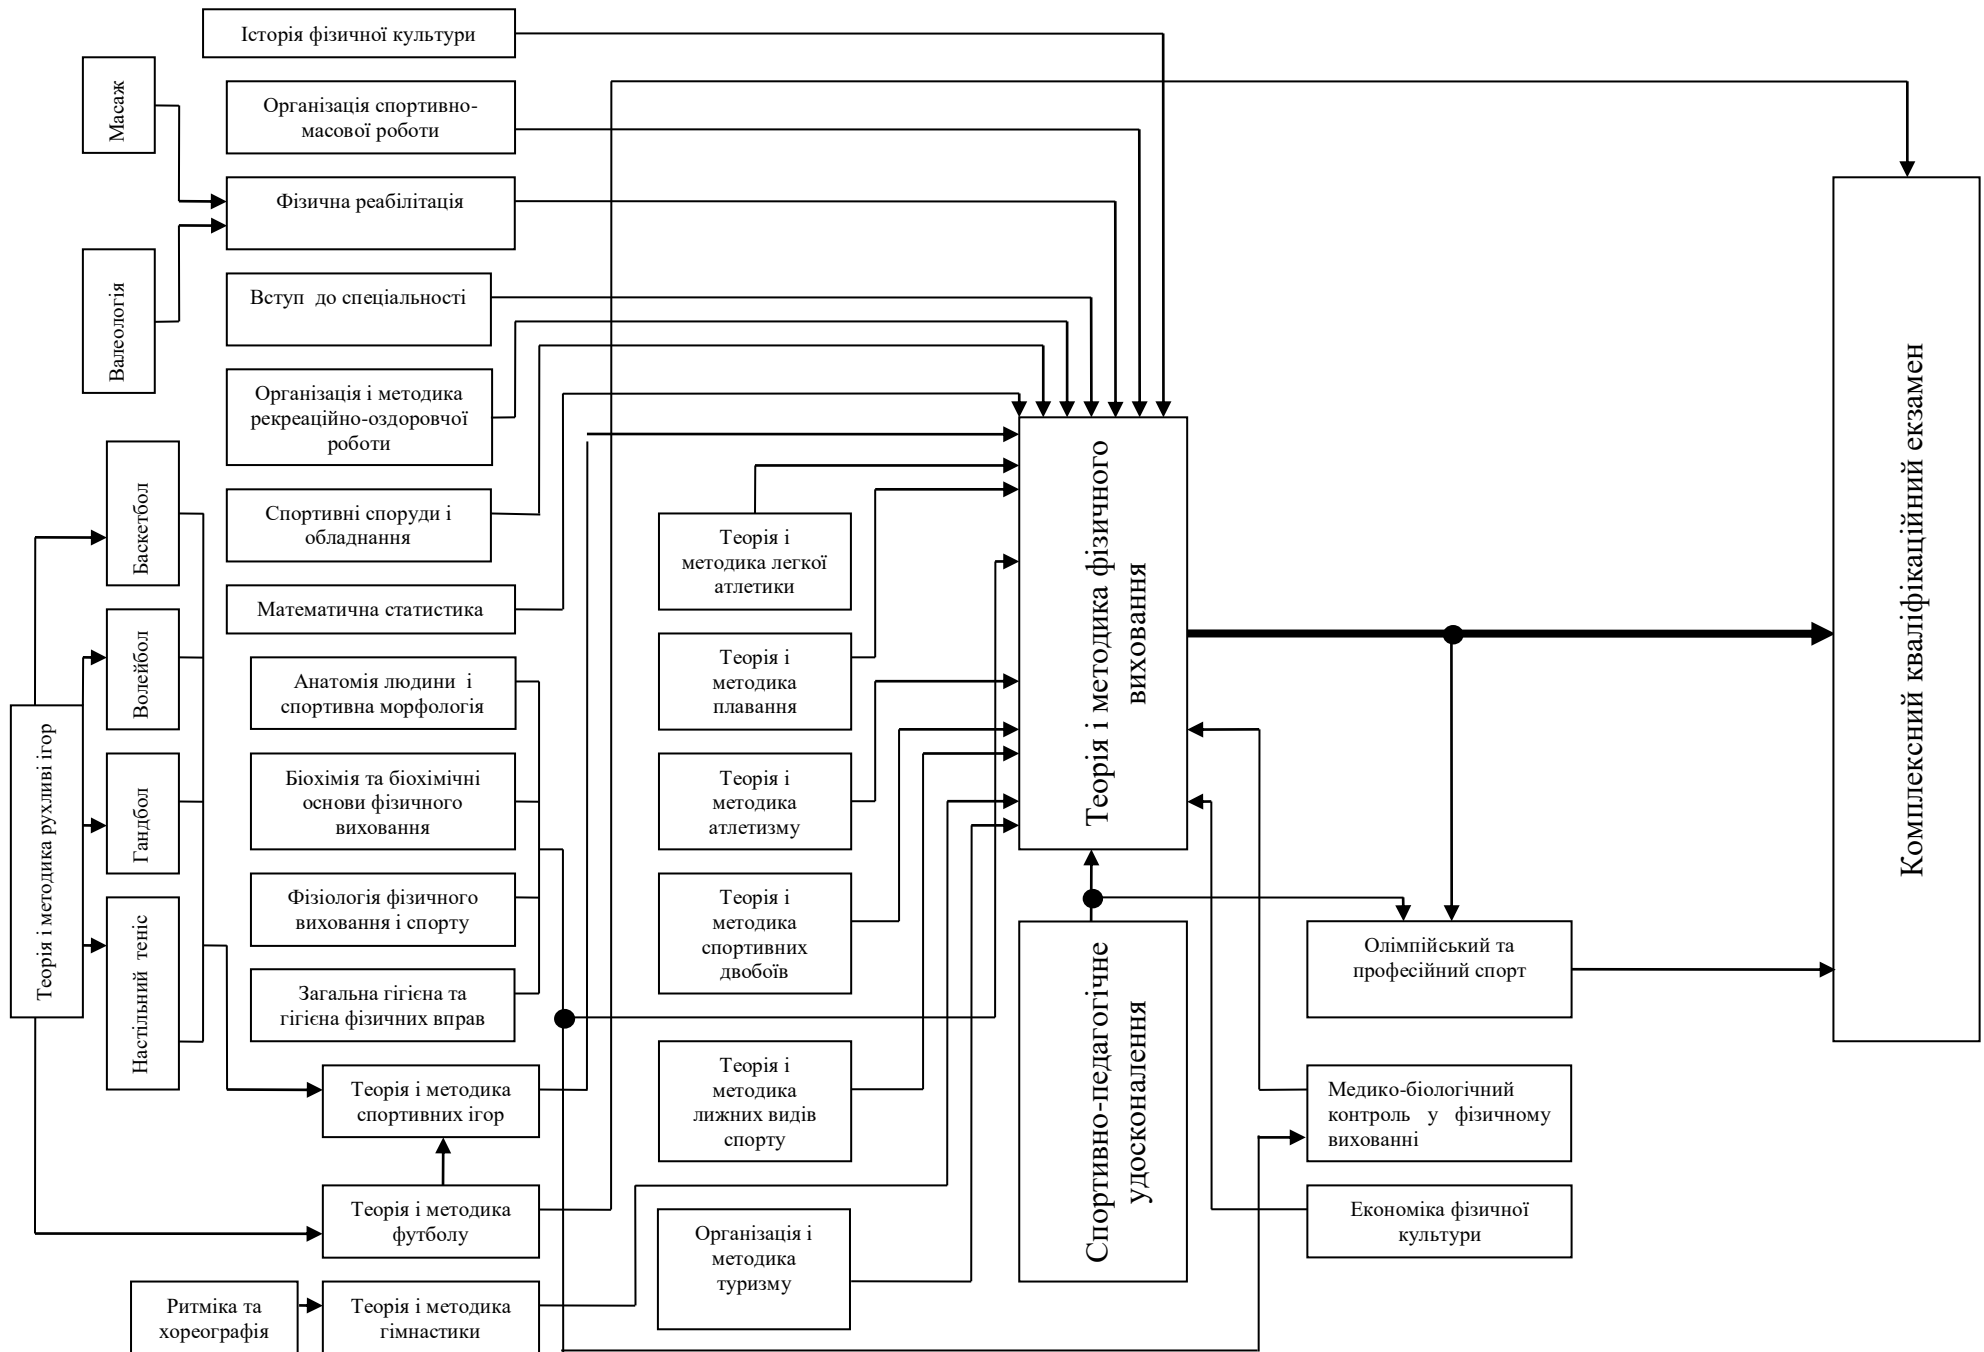 Історія фізичної культури
Масаж
Організація спортивно-
масової роботи
Фізична реабілітація
Валеологія
Вступ до спеціальності
Організація і методика
рекреаційно-оздоровчої
роботи
Баскетбол
Спортивні споруди і
обладнання
Математична статистика
Волейбол
Анатомія людини і
спортивна морфологія
Теорія і методика рухливі ігор
Гандбол
Біохімія та біохімічні
основи фізичного
виховання
Фізіологія фізичного
виховання і спорту
Настільний теніс
Загальна гігієна та
гігієна фізичних вправ
Теорія і методика
спортивних ігор
Теорія і методика
футболу
Ритміка та
хореографія
Теорія і методика
гімнастики
Теорія і
методика легкої
атлетики
Теорія і
методика
плавання
Теорія і
методика
атлетизму
Теорія і
методика
спортивних
двобоїв
Теорія і
методика
лижних видів
спорту
Організація і
методика
туризму
Теорія і методика фізичного
виховання
Спортивно-педагогічне
удосконалення
Олімпійський та
професійний спорт
Медико-біологічний
контроль у фізичному
вихованні
Економіка фізичної
культури
Комплексний кваліфікаційний екзамен